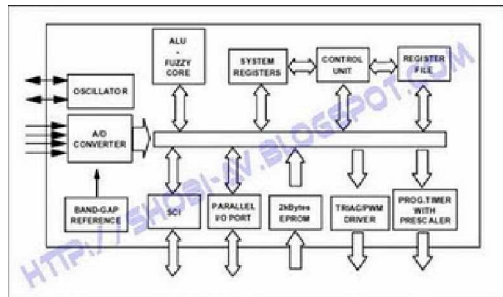 ALU
-
FUZZY
CORE
SYSTEM
REGISTERS
CONTROL
UNIT
REGISTER
FILE
OSCILLATOR
A/D
CONVERTER
BAND-GAP
REFERENCE
SCI
PARALLEL
I/O PORT
2kBytes
EPROM
TRIAC/PWM
DRIVER
PROG.TIMER
WITH
PRESCALER
HTTP://SHOBI-AV.BLOGSPOT.COM